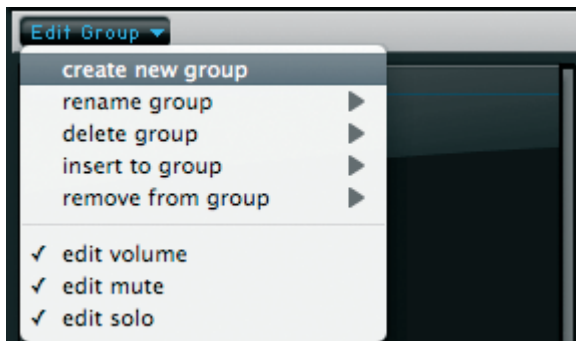 Edit Group
create new group
rename group
delete group
insert to group
remove from group
✓ edit volume
✓ edit mute
✓ edit solo